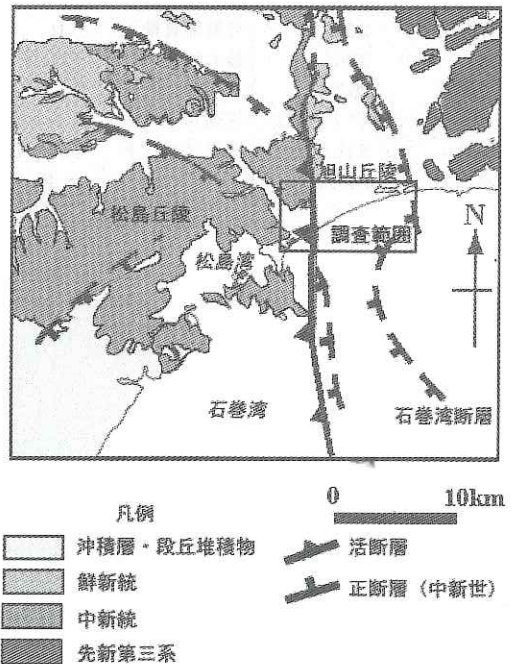 旭山丘陵
松島丘陵
調査範囲
N
松島湾
石巻湾
石巻湾断層
凡例
0 10km
沖積層・段丘堆積物
活断層
鮮新統
正断層(中新世)
中新統
先新第三系